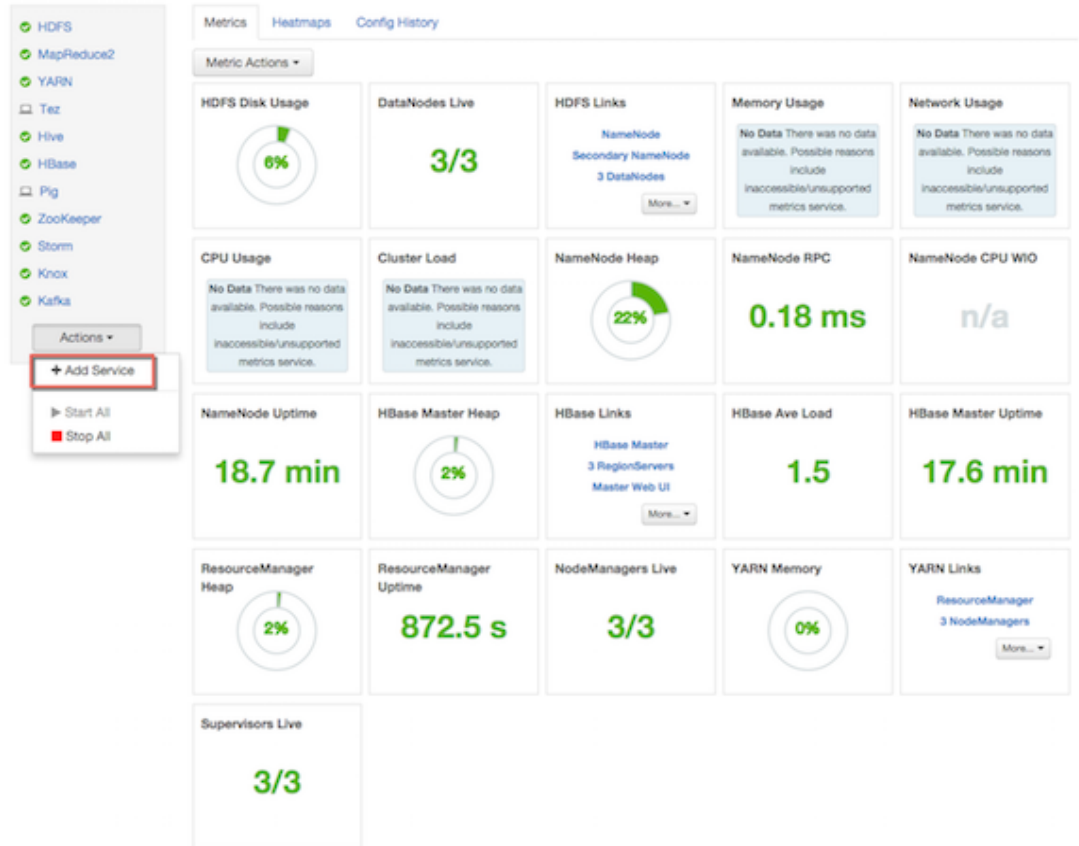 HDFS
MapReduce2
YARN
Tez
Hive
HBase
Pig
ZooKeeper
Storm
Knox
Kafka
Actions
+ Add Service
Start All
Stop All
Metrics Heatmaps Config History
Metric Actions
HDFS Disk Usage
6%
DataNodes Live
3/3
HDFS Links
NameNode
Secondary NameNode
3 DataNodes
More...
Memory Usage
No Data There was no data
available. Possible reasons
include
inaccessible/unsupported
metrics service.
Network Usage
No Data There was no data
available. Possible reasons
include
inaccessible/unsupported
metrics service.
CPU Usage
No Data There was no data
available. Possible reasons
include
inaccessible/unsupported
metrics service.
Cluster Load
No Data There was no data
available. Possible reasons
include
inaccessible/unsupported
metrics service.
NameNode Heap
22%
NameNode RPC
0.18 ms
NameNode CPU WIO
n/a
NameNode Uptime
18.7 min
HBase Master Heap
2%
HBase Links
HBase Master
3 RegionServers
Master Web UI
More...
HBase Ave Load
1.5
HBase Master Uptime
17.6 min
ResourceManager
Heap
2%
ResourceManager
Uptime
872.5 s
NodeManagers Live
3/3
YARN Memory
0%
YARN Links
ResourceManager
3 NodeManagers
More...
Supervisors Live
3/3